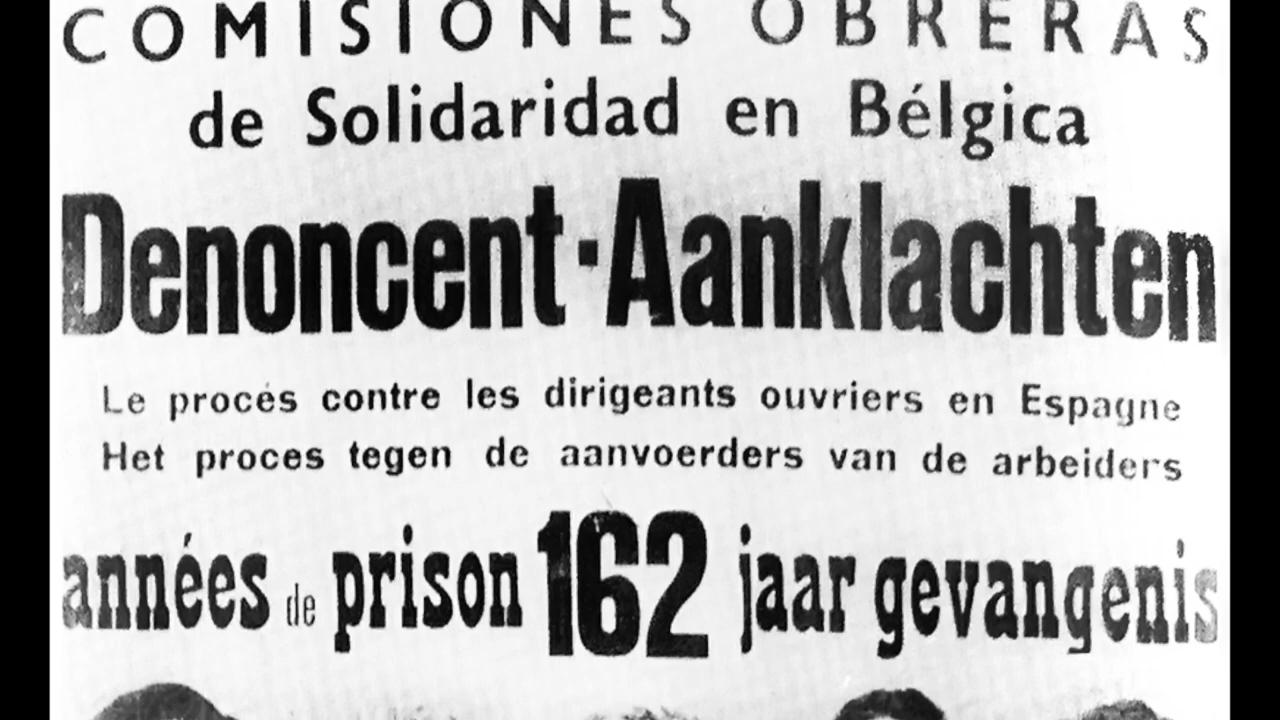 COMISIONES OBRERAS
de Solidaridad en Bélgica
Denoncent·Aanklachten
Le procés contre les dirigeants ouvriers en Espagne
Het proces tegen de aanvoerders van de arbeiders
années de prison 162 jaar gevangenis